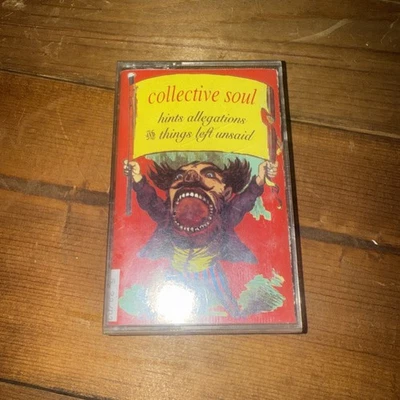 collective soul
hints allegations
& things left unsaid